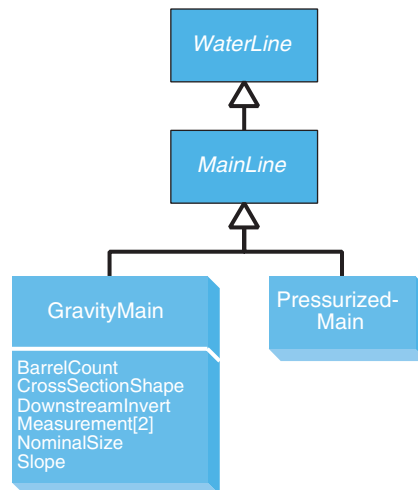 WaterLine
MainLine
GravityMain
BarrelCount
CrossSectionShape
DownstreamInvert
Measurement[2]
NominalSize
Slope
Pressurized-
Main